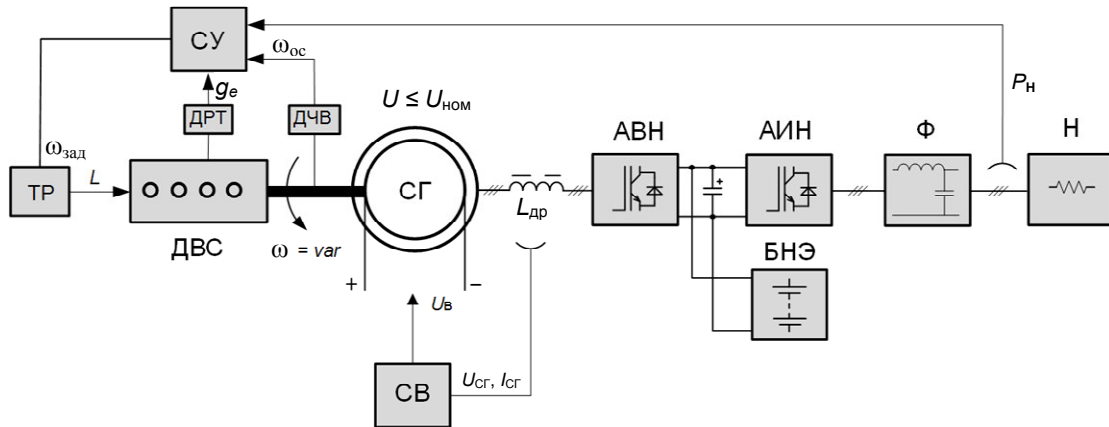 СУ
ωос
gе
Pн
U ≤ Uном
ДРТ
ДЧВ
АВН
АИН
Ф
Н
ωзад
ТР
L
СГ
Lдр
ДВС
ω = var
БНЭ
+
–
Uв
СВ
UСГ, IСГ
+